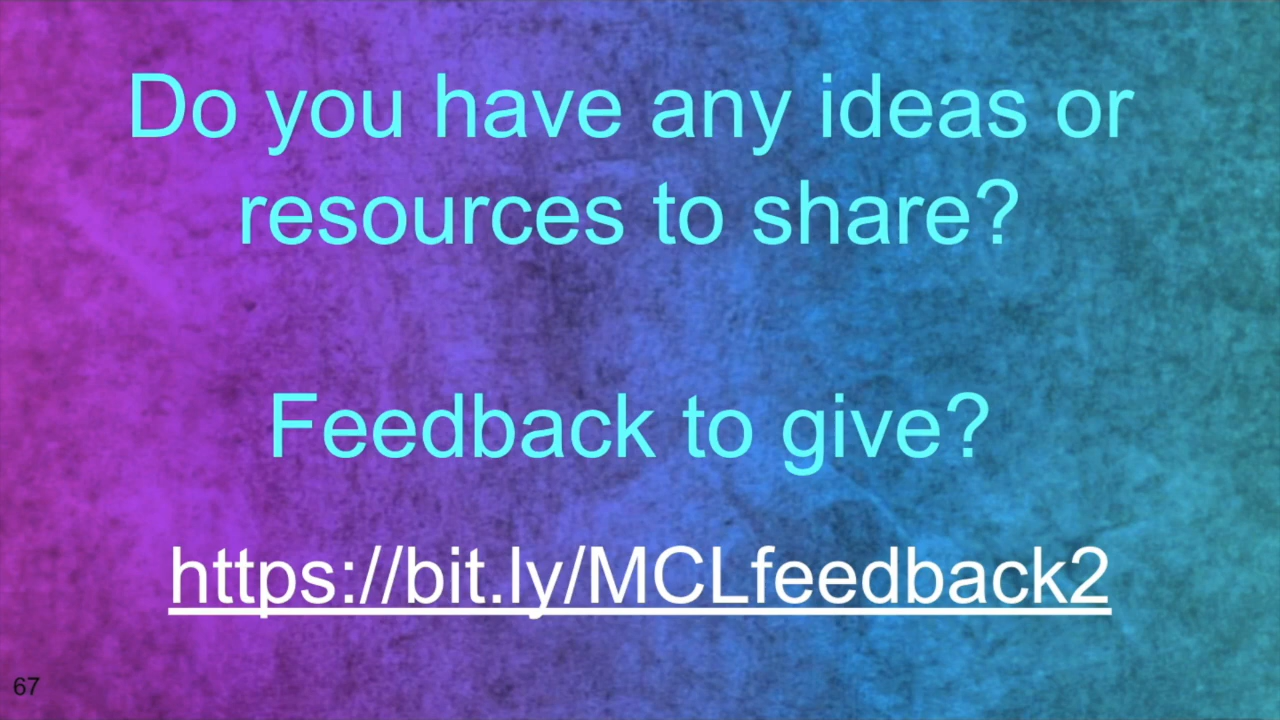 Do you have any ideas or
resources to share?
Feedback to give?
https://bit.ly/MCLfeedback2
67